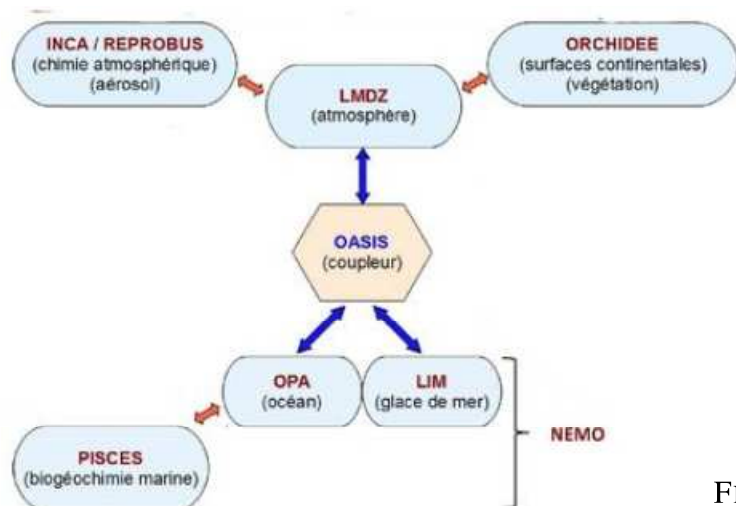 INCA / REPROBUS
(chimie atmosphérique)
(aérosol)
ORCHIDEE
(surfaces continentales)
(végétation)
LMDZ
(atmosphère)
OASIS
(coupleur)
OPA
(océan)
LIM
(glace de mer)
NEMO
PISCES
(biogéochimie marine)